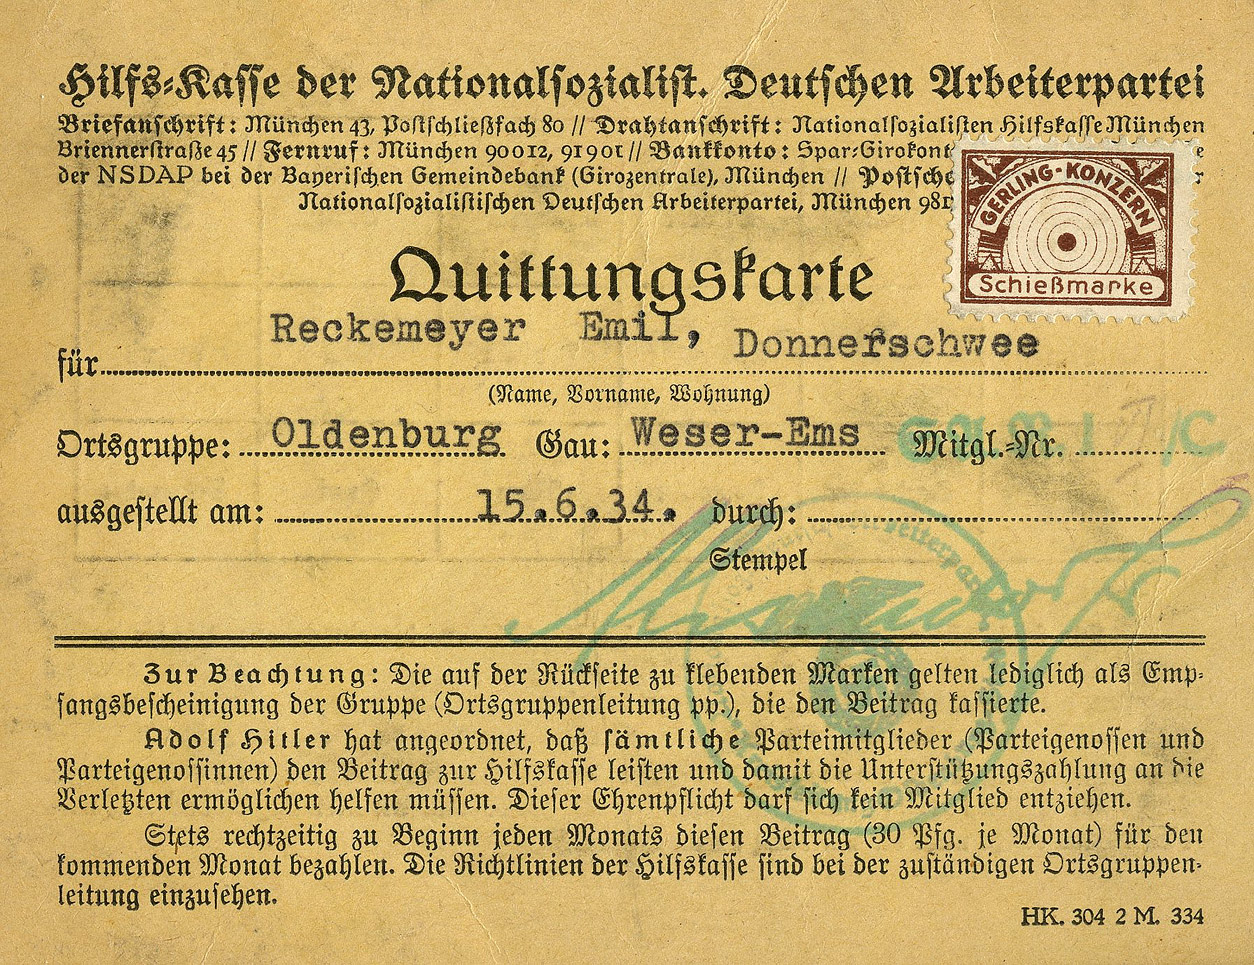 Hilfs-Kasse der Nationalsozialist. Deutschen Arbeiterpartei
Briefanschrift: München 43, Postschließfach 80 // Drahtanschrift: Nationalsozialisten Hilfskasse München
Briennerstraße 45 // Fernruf: München 90012, 91901 // Bankkonto: Spar-Girokont
der NSDAP bei der Bayerischen Gemeindebank (Girozentrale), München // Postsche
Nationalsozialistischen Deutschen Arbeiterpartei, München 981
GERLING-KONZERN
Schießmarke
Quittungskarte
für Reckemeyer Emil, Donnerschwee
(Name, Vorname, Wohnung)
Ortsgruppe: Oldenburg Gau: Weser-Ems Mitgl.-Nr.
ausgestellt am: 15.6.34. durch:
Stempel
Zur Beachtung: Die auf der Rückseite zu klebenden Marken gelten lediglich als Emp-
fangsbescheinigung der Gruppe (Ortsgruppenleitung pp.), die den Beitrag kassierte.
Adolf Hitler hat angeordnet, daß sämtliche Parteimitglieder (Parteigenossen und
Parteigenossinnen) den Beitrag zur Hilfskasse leisten und damit die Unterstützungszahlung an die
Verletzten ermöglichen helfen müssen. Dieser Ehrenpflicht darf sich kein Mitglied entziehen.
Stets rechtzeitig zu Beginn jeden Monats diesen Beitrag (30 Pfg. je Monat) für den
kommenden Monat bezahlen. Die Richtlinien der Hilfskasse sind bei der zuständigen Ortsgruppen-
leitung einzusehen.
HK. 304 2 M. 334